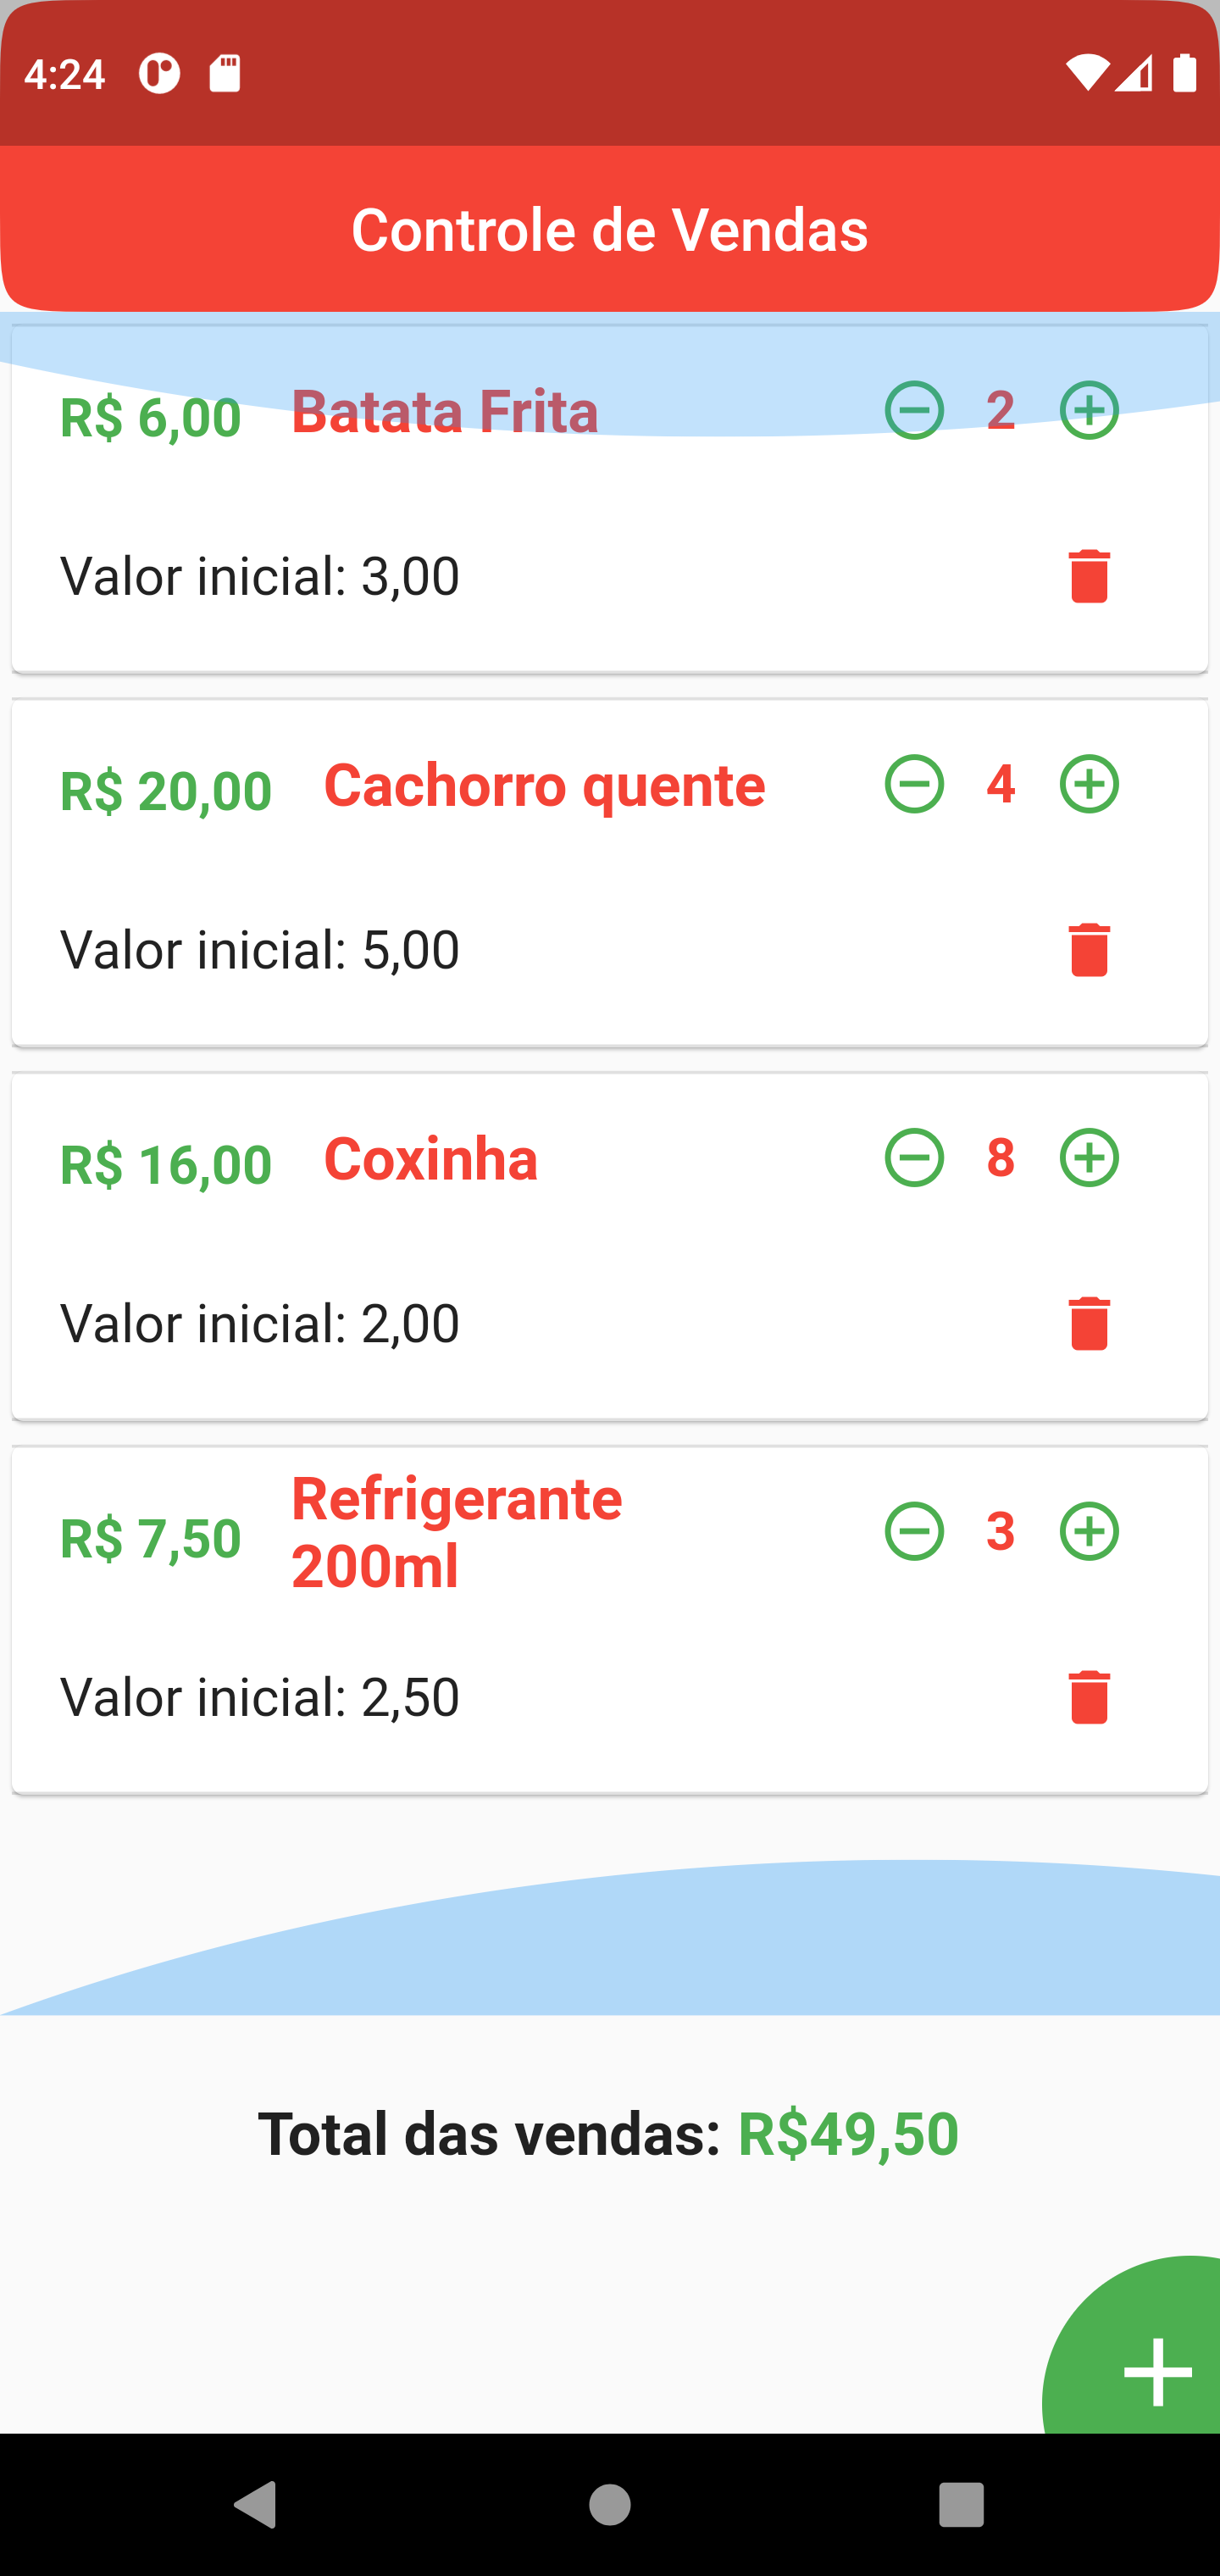 4:24
Controle de Vendas
R$ 6,00 Batata Frita 2
Valor inicial: 3,00
R$ 20,00 Cachorro quente 4
Valor inicial: 5,00
R$ 16,00 Coxinha 8
Valor inicial: 2,00
R$ 7,50 Refrigerante 200ml 3
Valor inicial: 2,50
Total das vendas: R$49,50